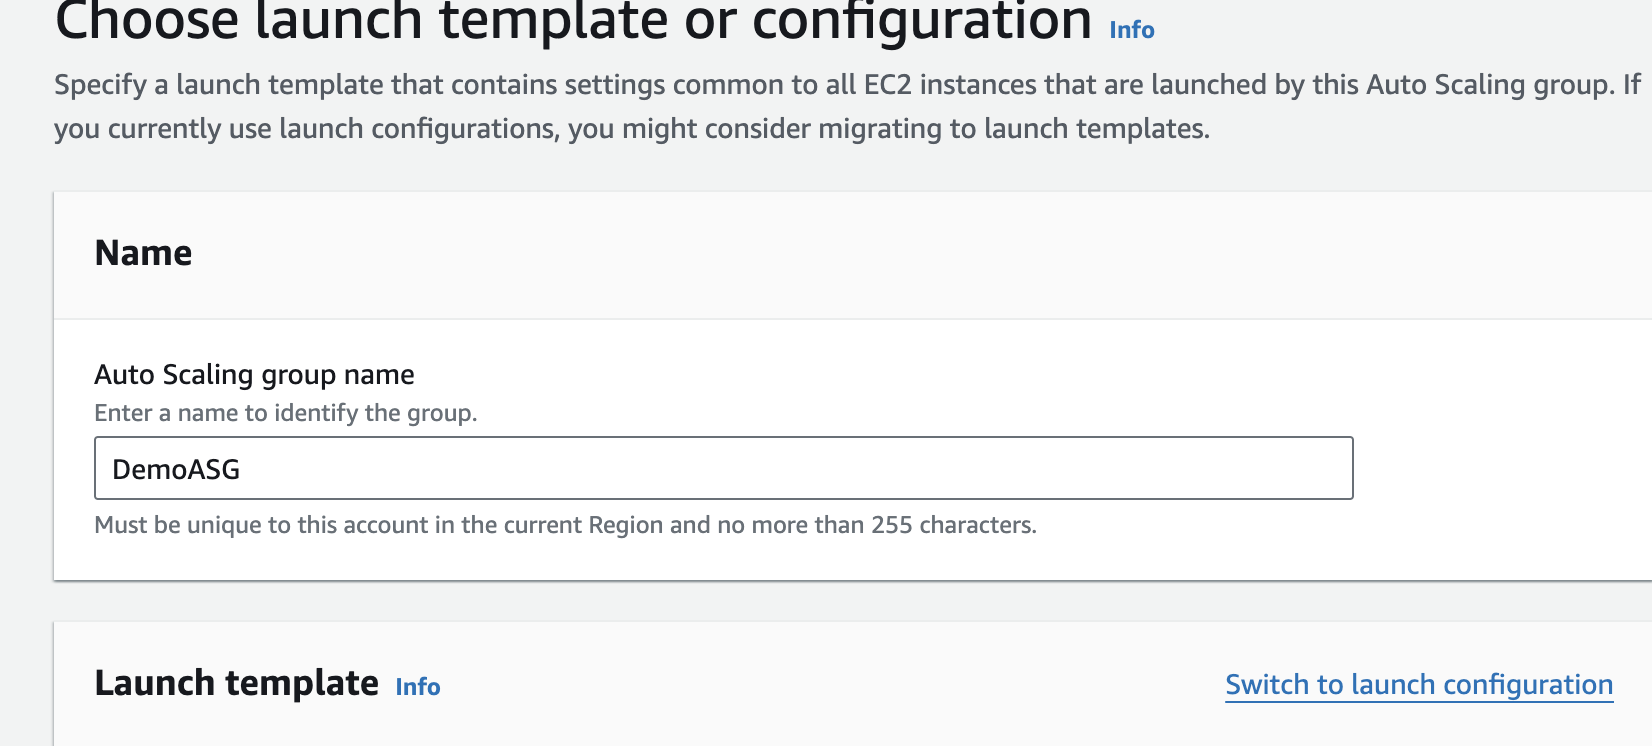 Choose launch template or configuration Info
Specify a launch template that contains settings common to all EC2 instances that are launched by this Auto Scaling group. If
you currently use launch configurations, you might consider migrating to launch templates.
Name
Auto Scaling group name
Enter a name to identify the group.
DemoASG
Must be unique to this account in the current Region and no more than 255 characters.
Launch template Info
Switch to launch configuration